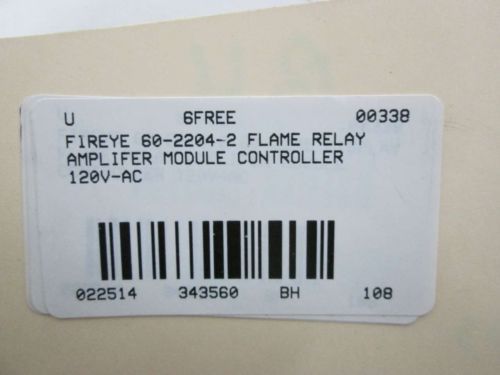 U 6FREE 00338
FIREYE 60-2204-2 FLAME RELAY
AMPLIFER MODULE CONTROLLER
120V-AC
022514 343560 BH 108